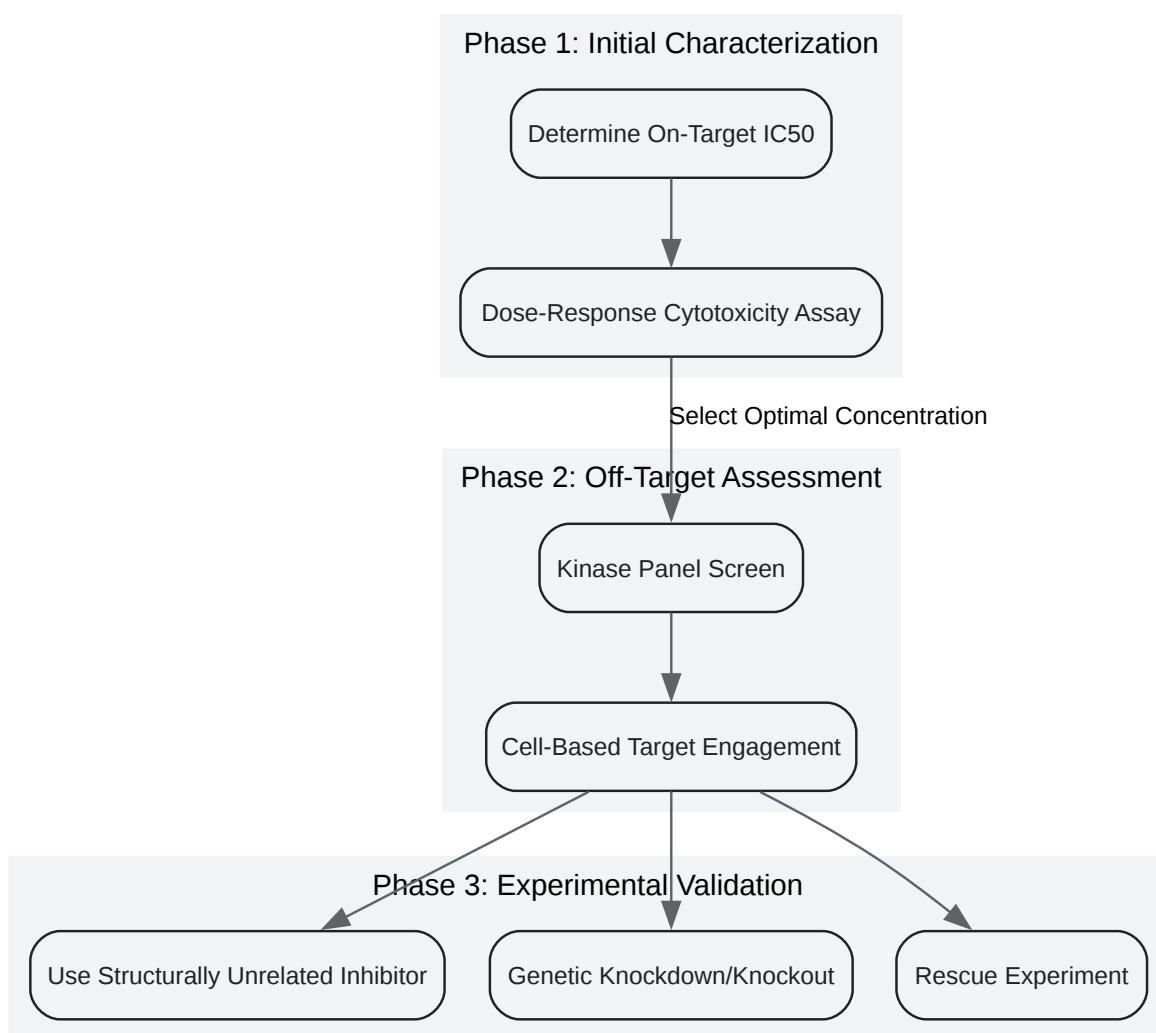 Phase 1: Initial Characterization
Determine On-Target IC50
Dose-Response Cytotoxicity Assay
Select Optimal Concentration
Phase 2: Off-Target Assessment
Kinase Panel Screen
Cell-Based Target Engagement
Phase 3: Experimental Validation
Use Structurally Unrelated Inhibitor
Genetic Knockdown/Knockout
Rescue Experiment